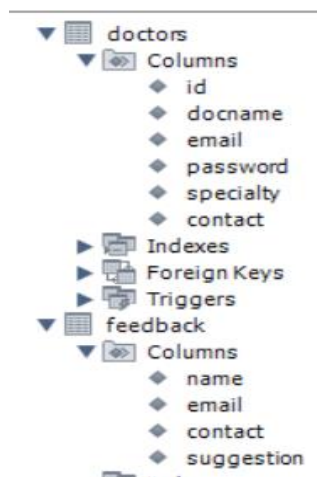 doctors
Columns
id
docname
email
password
specialty
contact
Indexes
Foreign Keys
Triggers
feedback
Columns
name
email
contact
suggestion